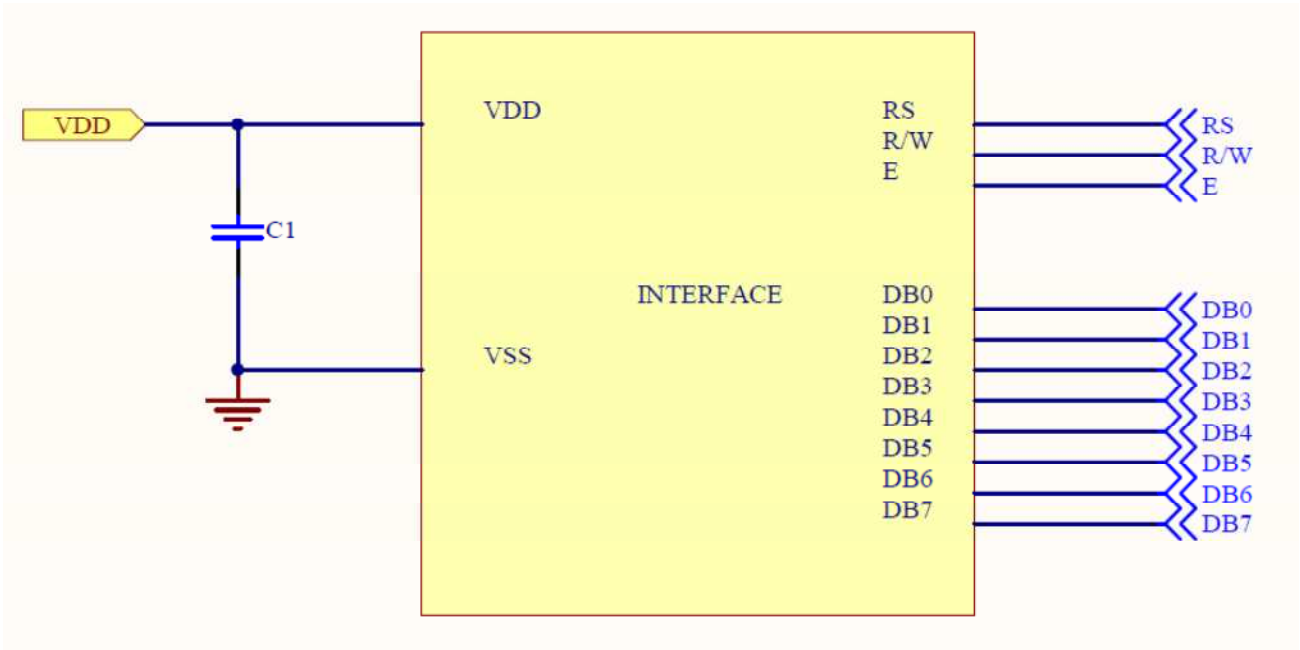 VDD
VDD
C1
VSS
INTERFACE
RS
R/W
E
DB0
DB1
DB2
DB3
DB4
DB5
DB6
DB7
RS
R/W
E
DB0
DB1
DB2
DB3
DB4
DB5
DB6
DB7